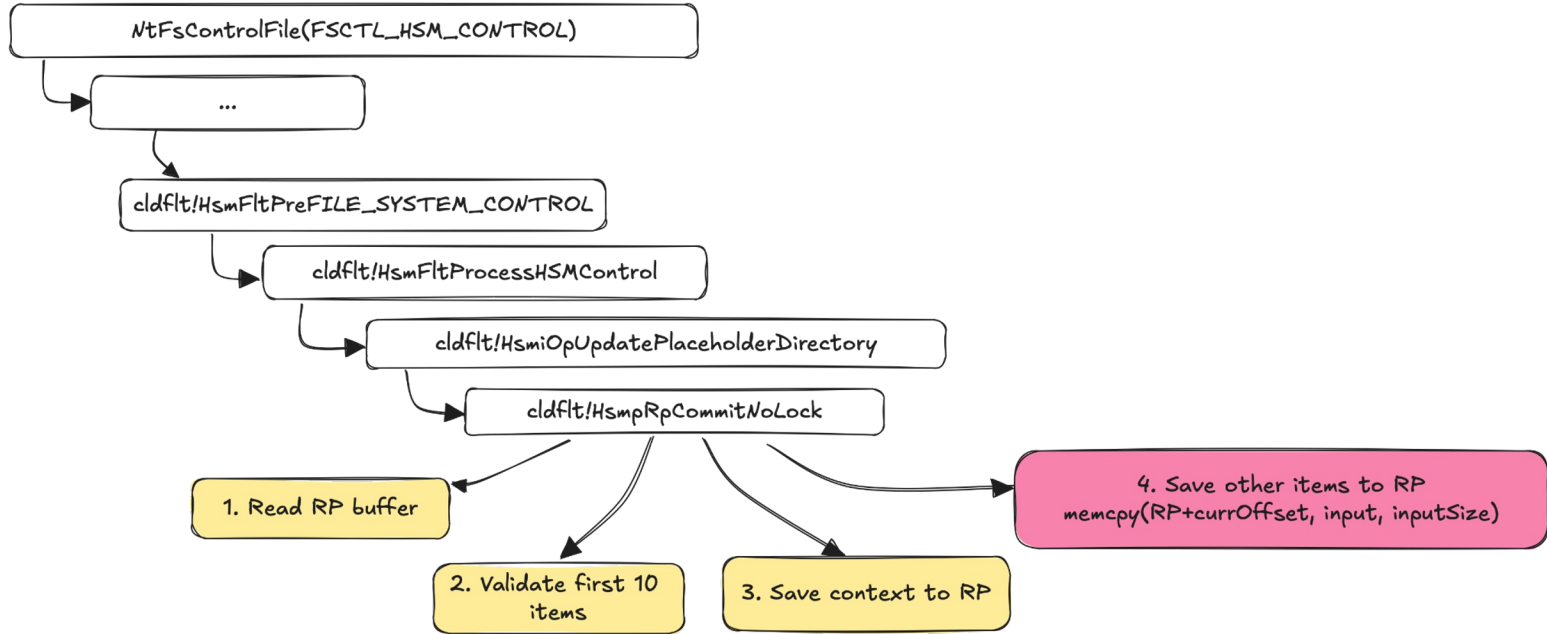 NtFsControlFile(FSCTL_HSM_CONTROL)
...
cldflt!HsmFltPreFILE_SYSTEM_CONTROL
cldflt!HsmFltProcessHSMControl
cldflt!HsmiOpUpdatePlaceholderDirectory
cldflt!HsmpRpCommitNoLock
1. Read RP buffer
2. Validate first 10
items
3. Save context to RP
4. Save other items to RP
memcpy(RP+currOffset, input, inputSize)